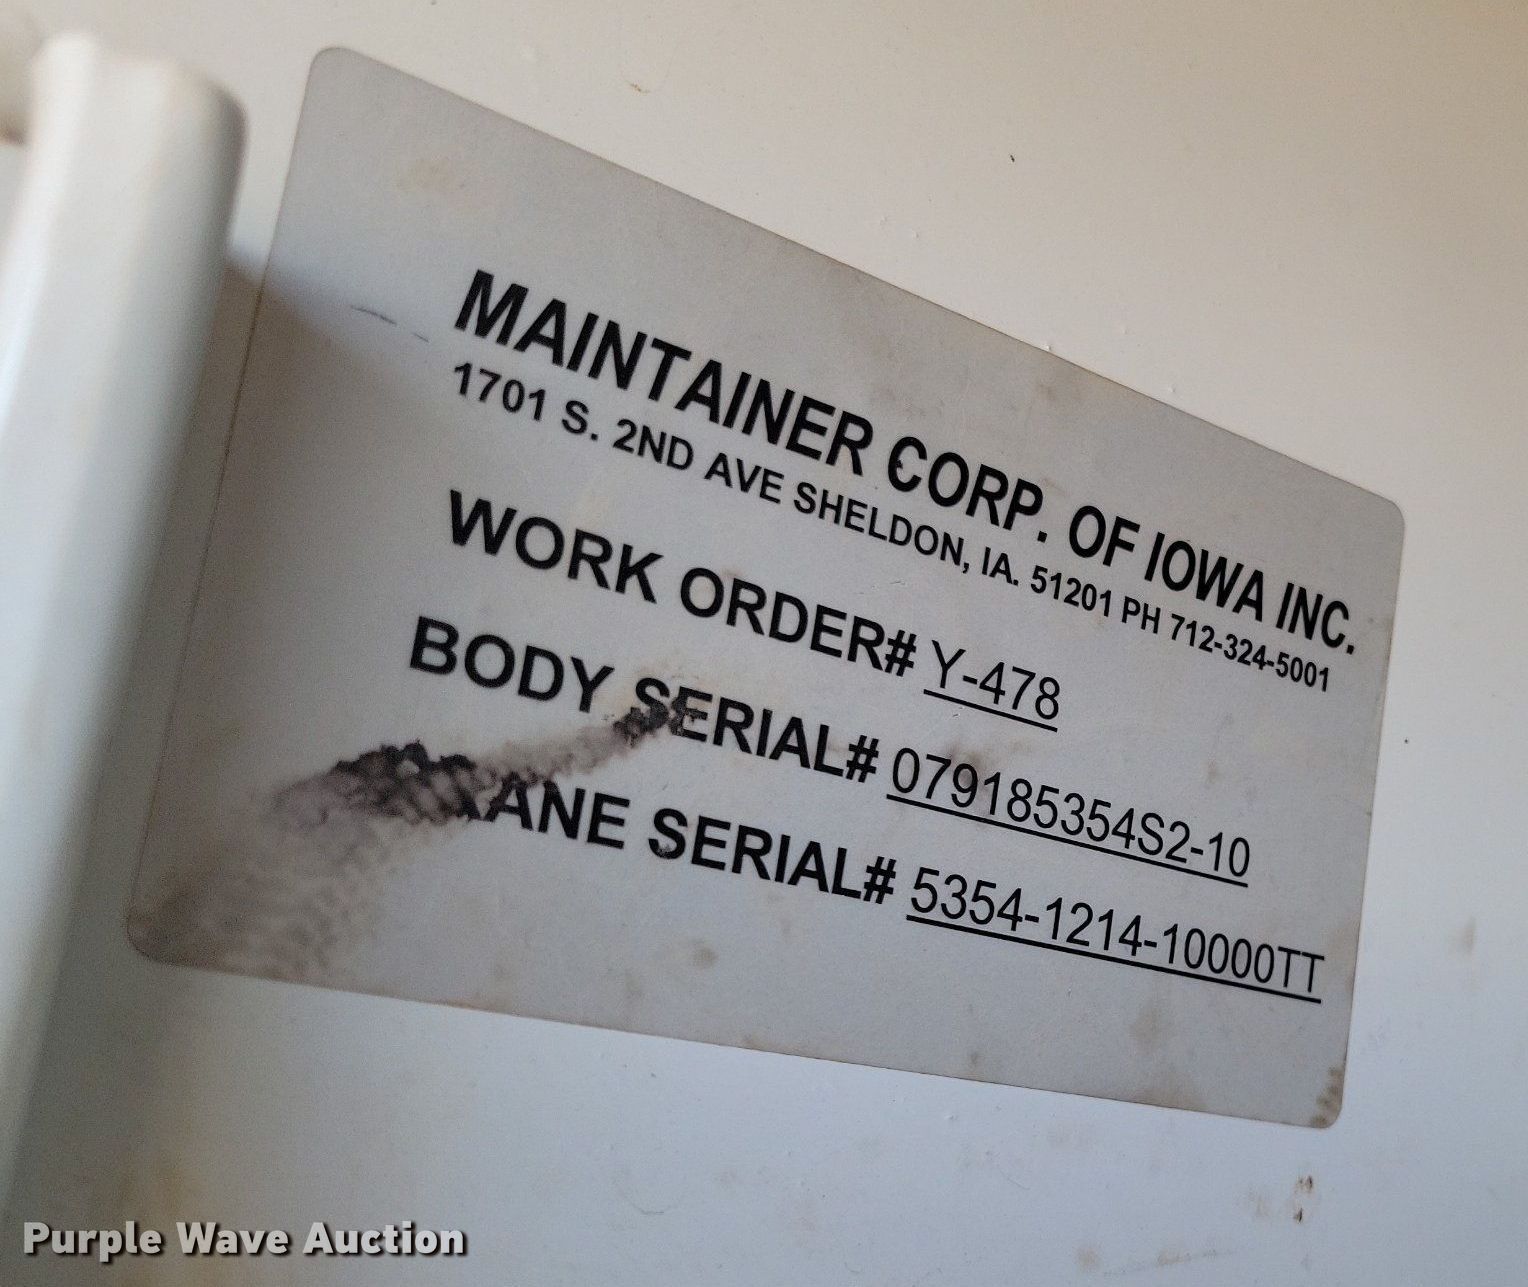 MAINTAINER CORP. OF IOWA INC.
1701 S. 2ND AVE SHELDON, IA. 51201 PH 712-324-5001
WORK ORDER# Y-478
BODY SERIAL# 079185354S2-10
SERIAL# 5354-1214-10000TT
Purple Wave Auction